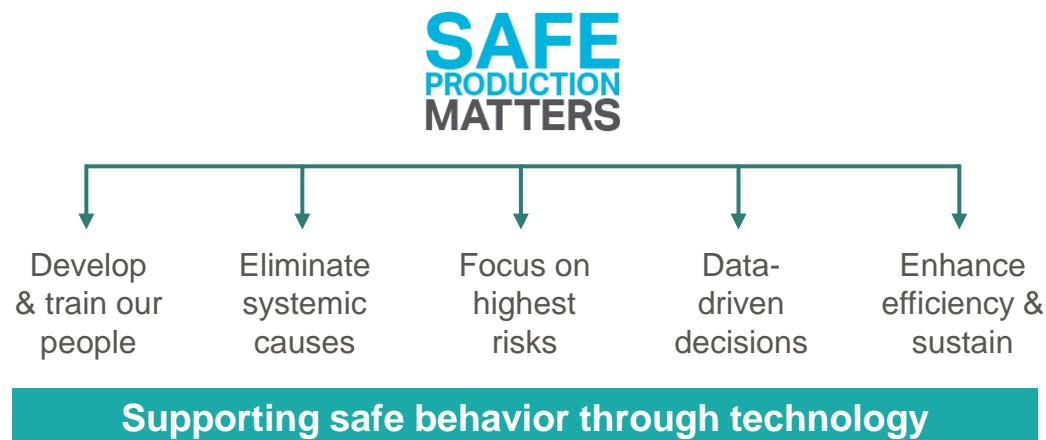 SAFE
PRODUCTION
MATTERS
Develop
& train our
people
Eliminate
systemic
causes
Focus on
highest
risks
Data-
driven
decisions
Enhance
efficiency &
sustain
Supporting safe behavior through technology